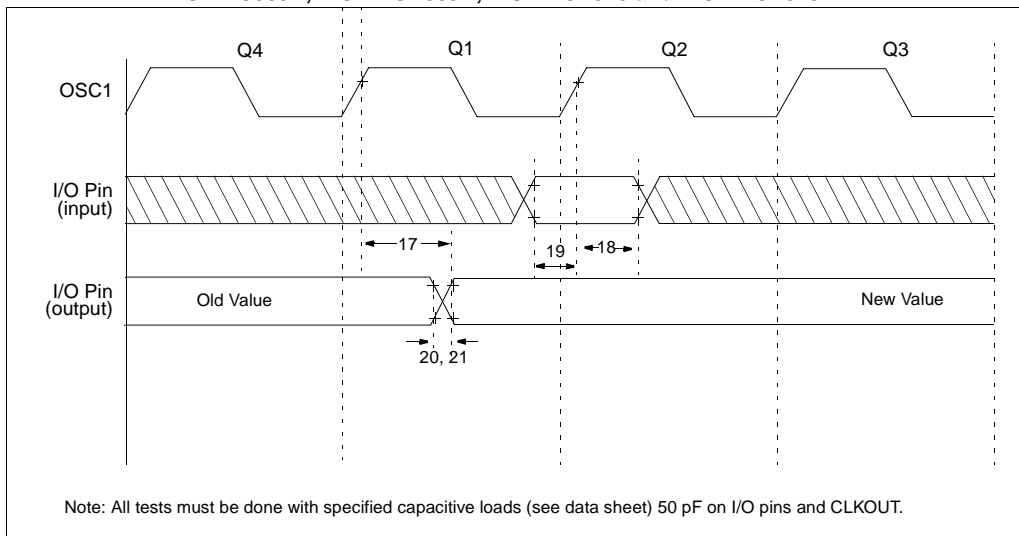 Q4 Q1 Q2 Q3
OSC1
I/O Pin
(input)
17 19 18
I/O Pin
(output)
Old Value New Value
20, 21
Note: All tests must be done with specified capacitive loads (see data sheet) 50 pF on I/O pins and CLKOUT.